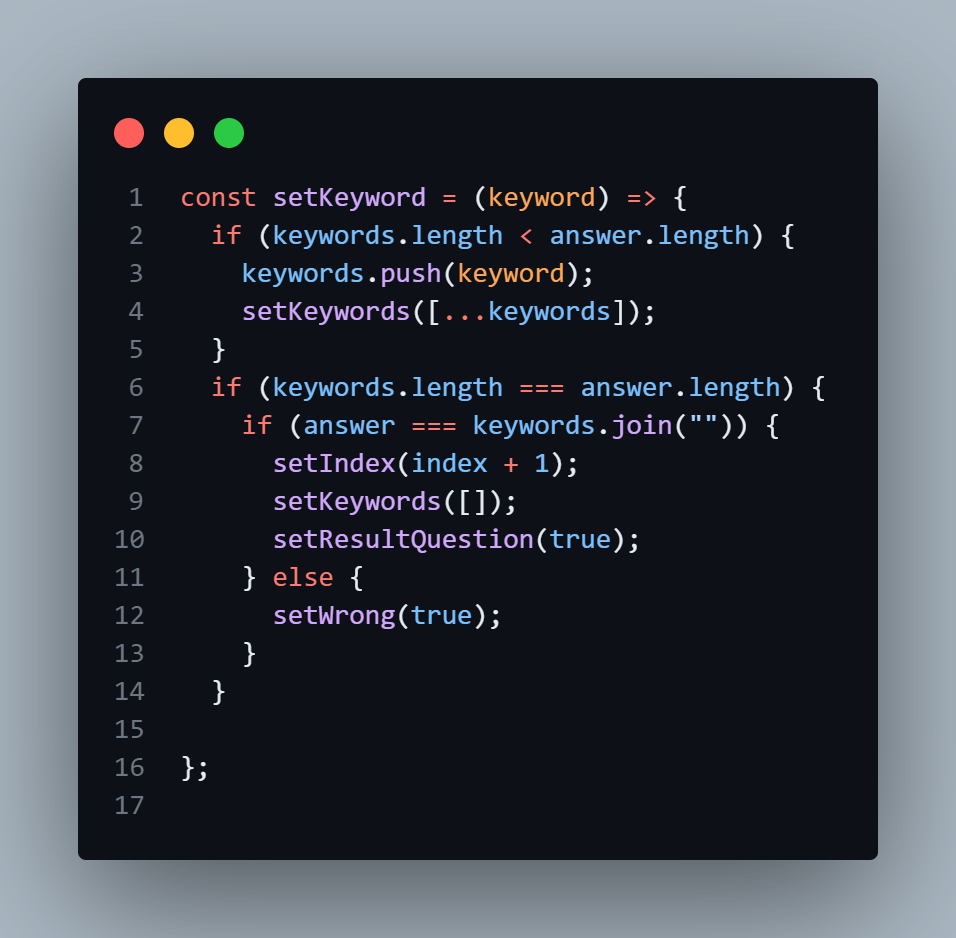 1 const setKeyword = (keyword) => {
2   if (keywords.length < answer.length) {
3     keywords.push(keyword);
4     setKeywords([...keywords]);
5   }
6   if (keywords.length === answer.length) {
7     if (answer === keywords.join("")) {
8       setIndex(index + 1);
9       setKeywords([]);
10       setResultQuestion(true);
11     } else {
12       setWrong(true);
13     }
14   }
15
16 };
17